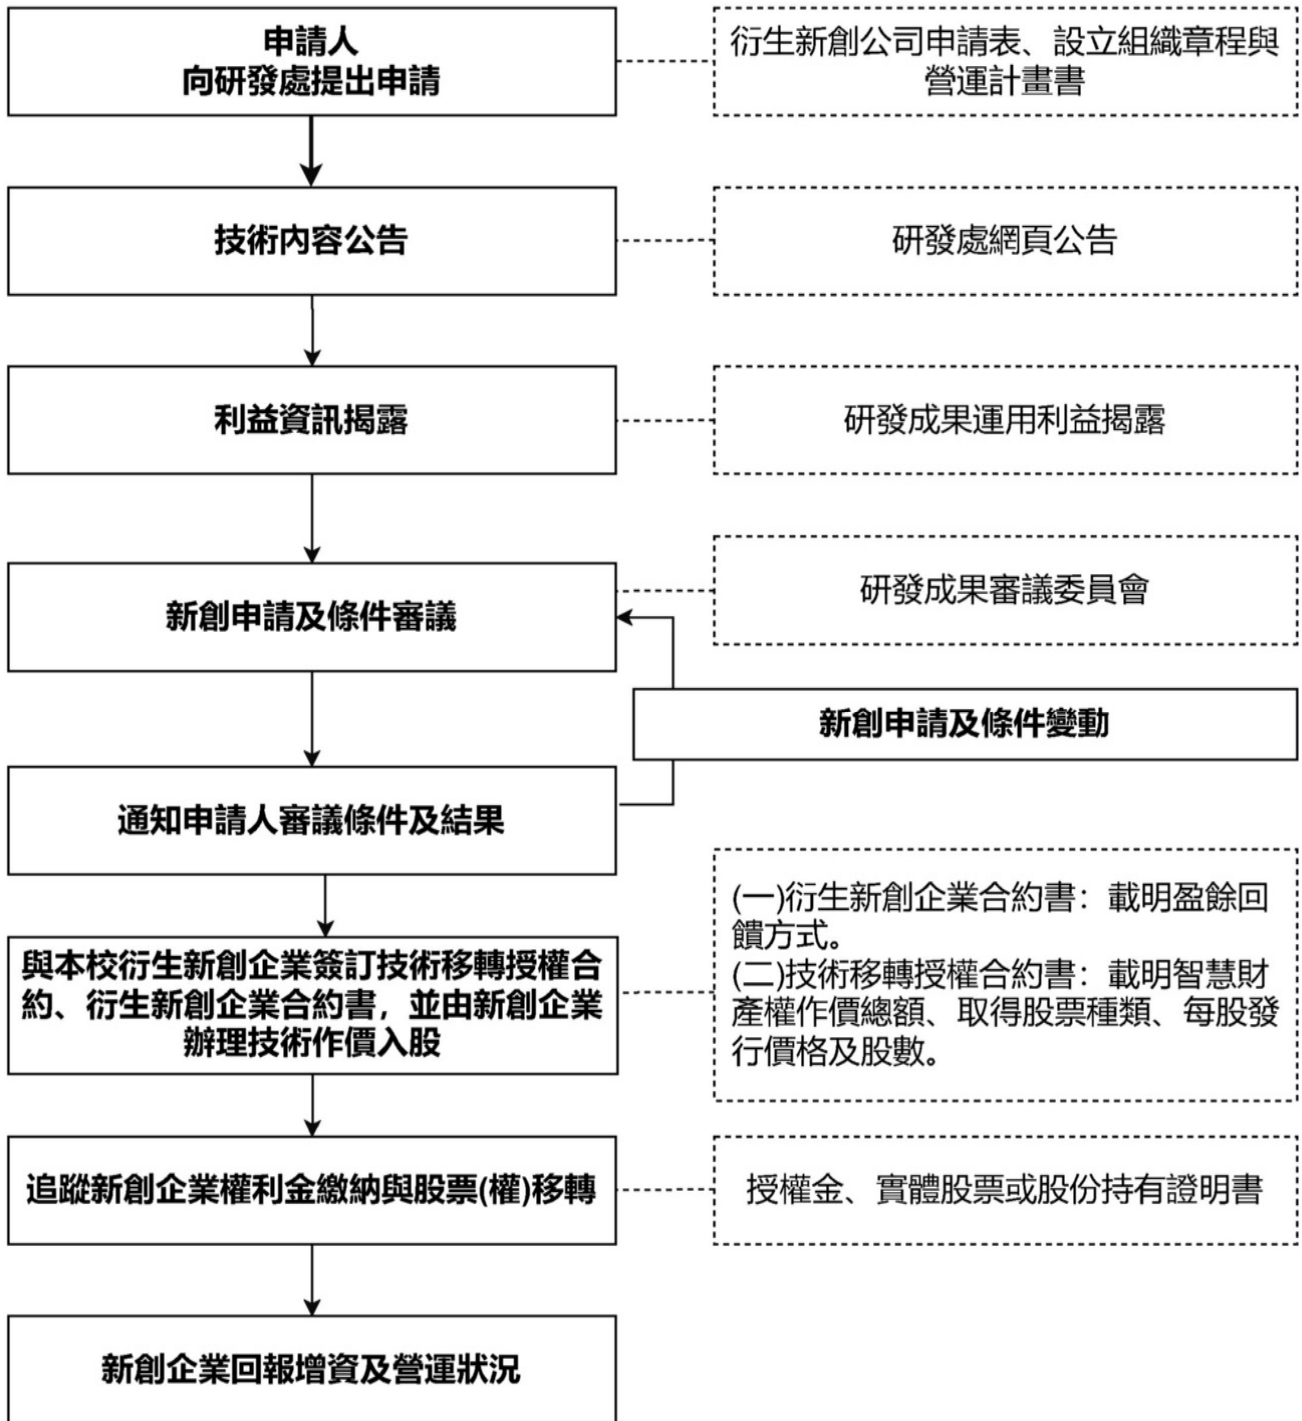 申請人
向研發處提出申請
衍生新創公司申請表、設立組織章程與
營運計畫書
技術內容公告
研發處網頁公告
利益資訊揭露
研發成果運用利益揭露
新創申請及條件審議
研發成果審議委員會
新創申請及條件變動
通知申請人審議條件及結果
與本校衍生新創企業簽訂技術移轉授權合
約、衍生新創企業合約書，並由新創企業
辦理技術作價入股
(一)衍生新創企業合約書：載明盈餘回
饋方式。
(二)技術移轉授權合約書：載明智慧財
產權作價總額、取得股票種類、每股發
行價格及股數。
追蹤新創企業權利金繳納與股票(權)移轉
授權金、實體股票或股份持有證明書
新創企業回報增資及營運狀況